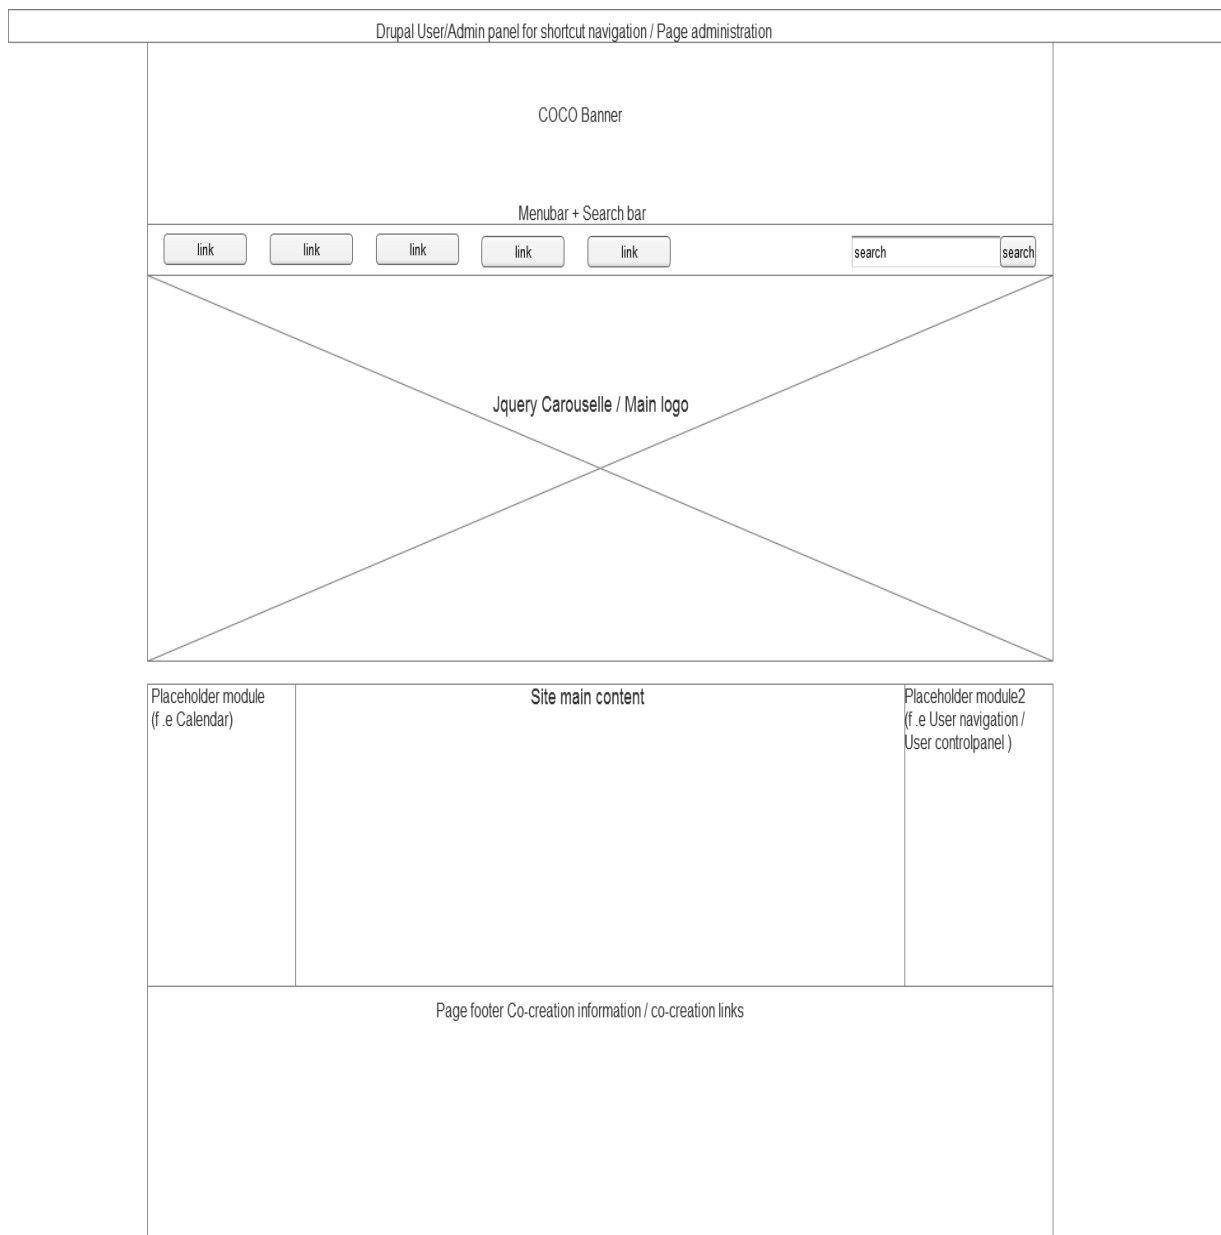 Drupal User/Admin panel for shortcut navigation / Page administration
COCO Banner
Menubar + Search bar
link link link link link search search
Jquery Carouselle / Main logo
Placeholder module
(f .e Calendar)
Site main content
Placeholder module2
(f .e User navigation /
User controlpanel )
Page footer Co-creation information / co-creation links